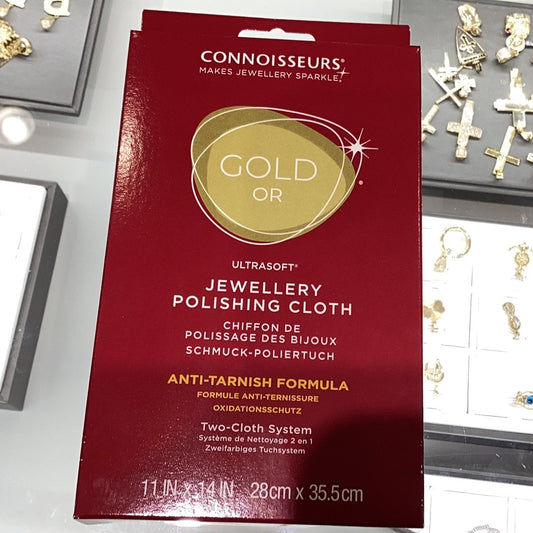 CONNOISSEURS®
MAKES JEWELLERY SPARKLE
GOLD
OR
ULTRASOFT®
JEWELLERY
POLISHING CLOTH
CHIFFON DE
POLISSAGE DES BIJOUX
SCHMUCK-POLIERTUCH
ANTI-TARNISH FORMULA
FORMULE ANTI-TERNISSURE
OXIDATIONSSCHUTZ
Two-Cloth System
Système de Nettoyage 2 en 1
Zweifarbiges Tuchsystem
11 IN x 14 IN 28cm x 35.5cm